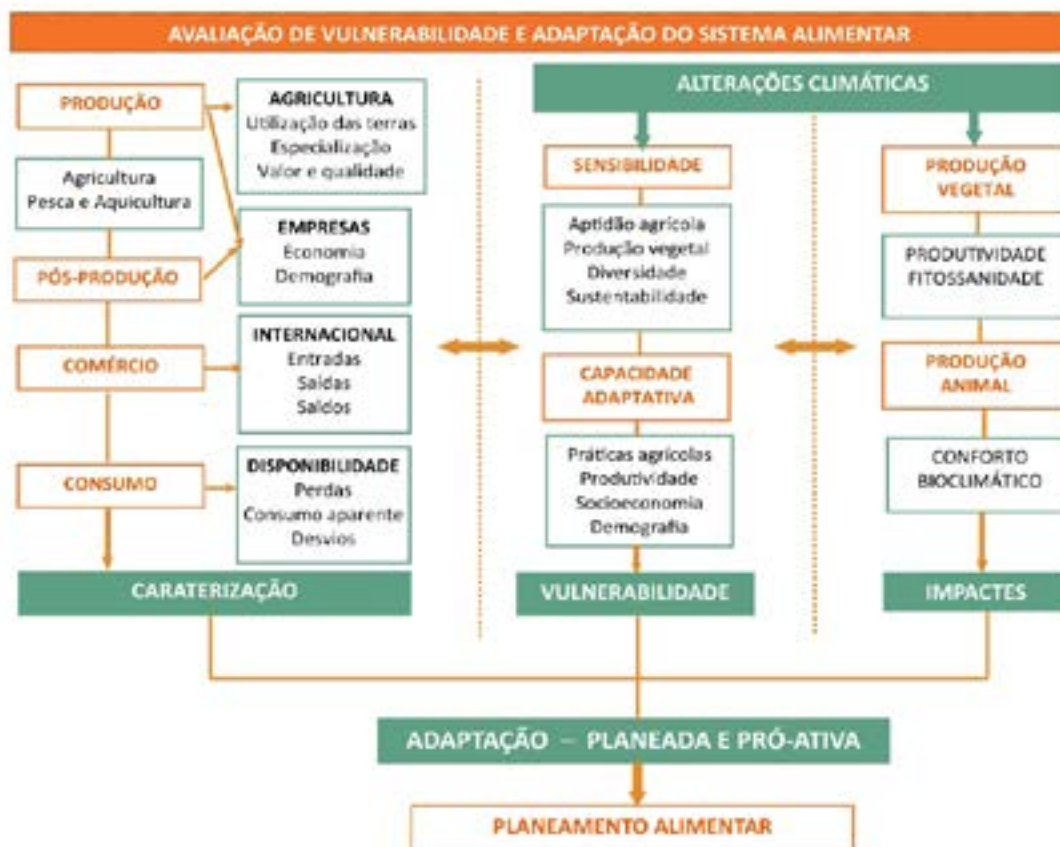 AVALIAÇÃO DE VULNERABILIDADE E ADAPTAÇÃO DO SISTEMA ALIMENTAR
PRODUÇÃO
Agricultura
Pesca e Aquicultura
PÓS-PRODUÇÃO
COMÉRCIO
CONSUMO
AGRICULTURA
Utilização das terras
Especialização
Valor e qualidade
EMPRESAS
Economia
Demografia
INTERNACIONAL
Entradas
Saídas
Saldos
DISPONIBILIDADE
Perdas
Consumo aparente
Desvios
CARATERIZAÇÃO
ALTERAÇÕES CLIMÁTICAS
SENSIBILIDADE
Aptidão agrícola
Produção vegetal
Diversidade
Sustentabilidade
CAPACIDADE
ADAPTATIVA
Práticas agrícolas
Produtividade
Socioeconomia
Demografia
VULNERABILIDADE
PRODUÇÃO
VEGETAL
PRODUTIVIDADE
FITOSSANIDADE
PRODUÇÃO
ANIMAL
CONFORTO
BIOCLIMÁTICO
IMPACTES
ADAPTAÇÃO – PLANEADA E PRÓ-ATIVA
PLANEAMENTO ALIMENTAR